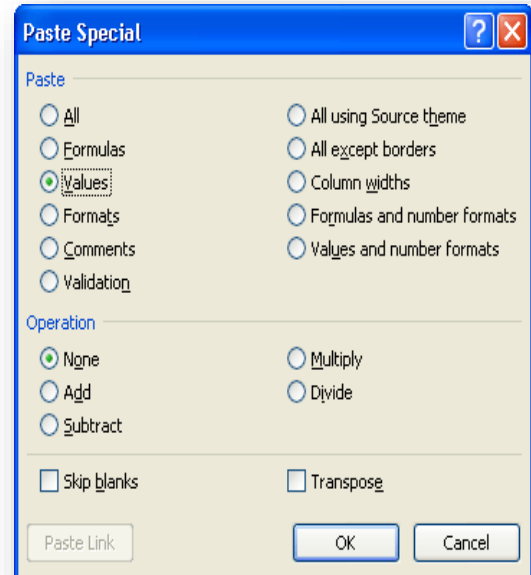 Paste Special
Paste
All
All using Source theme
Formulas
All except borders
Values
Column widths
Formats
Formulas and number formats
Comments
Values and number formats
Validation
Operation
None
Multiply
Add
Divide
Subtract
Skip blanks
Transpose
Paste Link
OK
Cancel